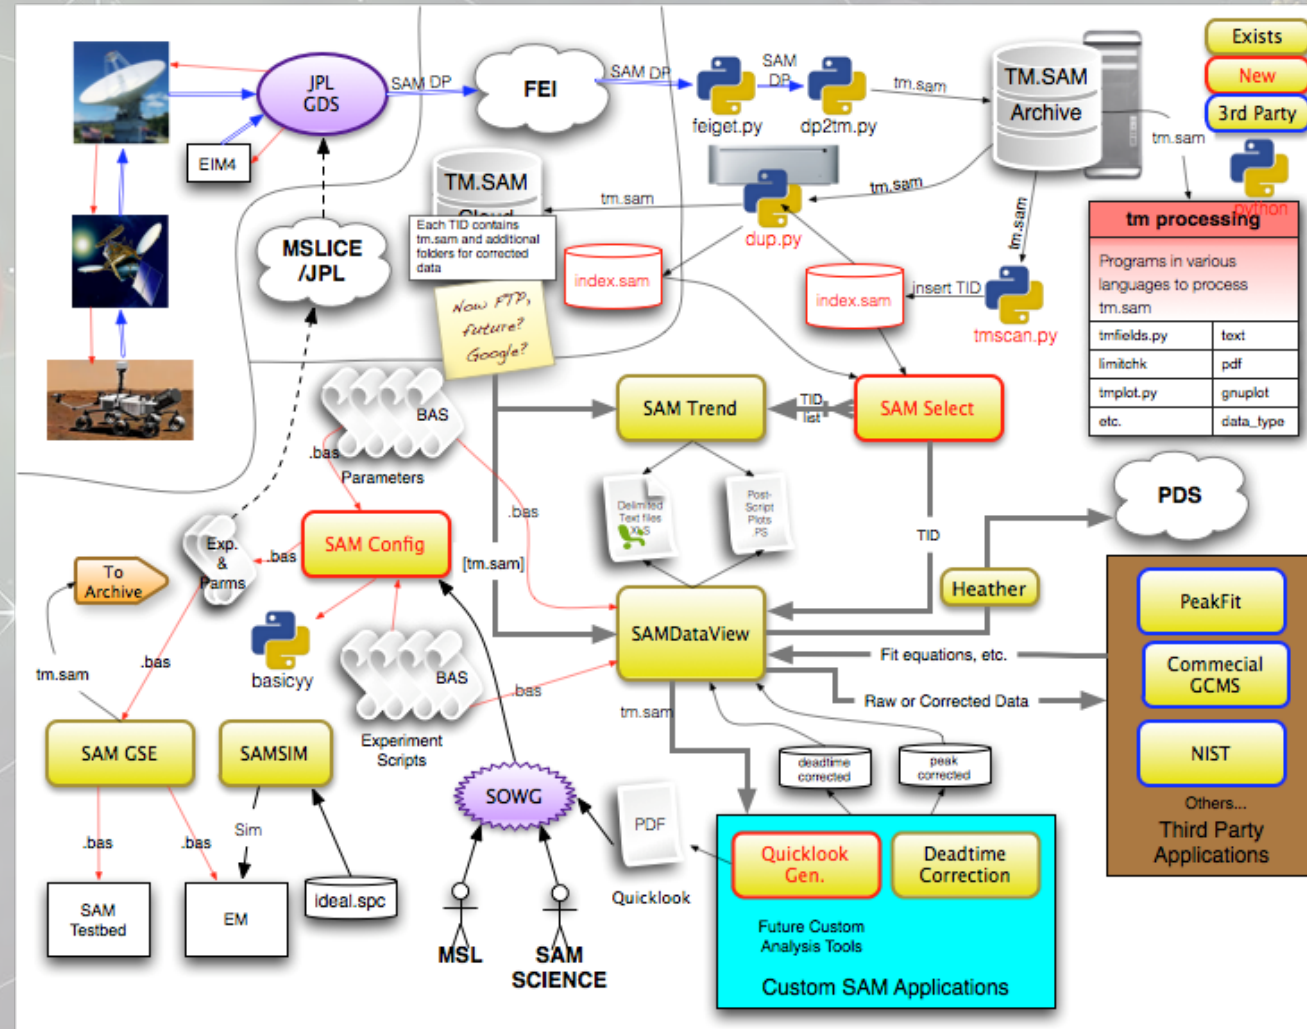 Exists
New
3rd Party
python
JPL
GDS
SAM DP
FEI
SAM DP
feiget.py
SAM
DP
dp2tm.py
tm.sam
TM.SAM
Archive
tm.sam
EIM4
TM.SAM
Cloud
Each TID contains
tm.sam and additional
folders for corrected
data
Now FTP,
future?
Google?
tm.sam
dup.py
tm.sam
tm.sam
index.sam
index.sam
insert TID
tmscan.py
tm processing
Programs in various
languages to process
tm.sam
tmfields.py
text
limitchk
pdf
tmplot.py
gnuplot
etc.
data_type
MSLICE
/JPL
BAS
.bas
Parameters
SAM Trend
TID
list
SAM Select
Delimited
Text files
.XLS
Post-
Script
Plots
.PS
PDS
.bas
SAM Config
.bas
Exp.
&
Parms
To
Archive
[tm.sam]
TID
Heather
SAMDataView
basicyy
BAS
.bas
Experiment
Scripts
Fit equations, etc.
Raw or Corrected Data
PeakFit
Commecial
GCMS
NIST
Others...
Third Party
Applications
tm.sam
.bas
SAM GSE
SAMSIM
tm.sam
deadtime
corrected
peak
corrected
SOWG
PDF
Quicklook
Quicklook
Gen.
Deadtime
Correction
Future Custom
Analysis Tools
Custom SAM Applications
.bas
.bas
Sim
ideal.spc
SAM
Testbed
EM
MSL
SAM
SCIENCE